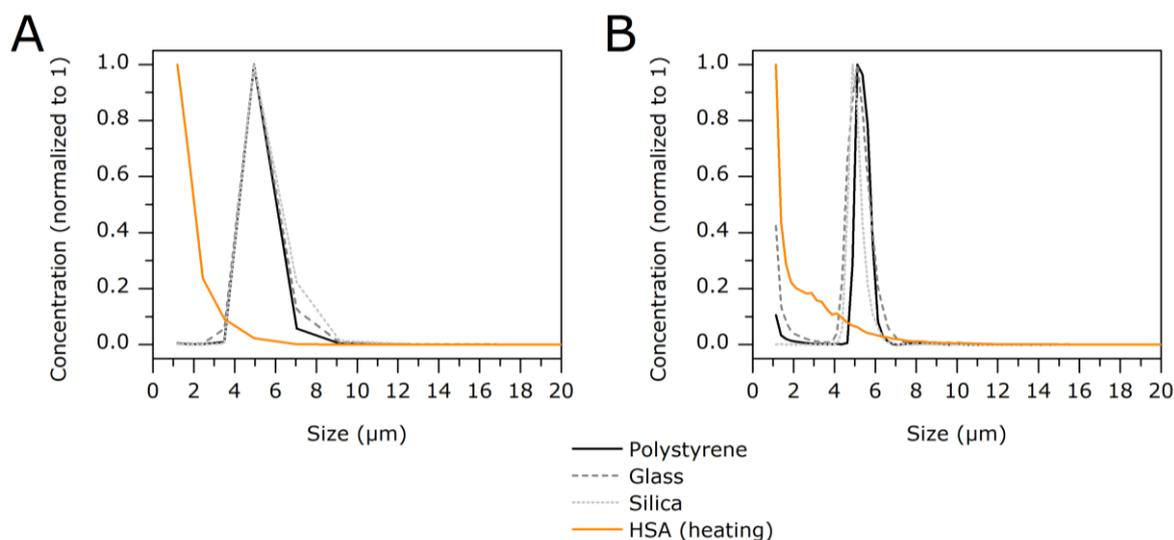 A
B
Concentration (normalized to 1)
1.0
0.8
0.6
0.4
0.2
0.0
0 2 4 6 8 10 12 14 16 18 20
Size (µm)
Concentration (normalized to 1)
1.0
0.8
0.6
0.4
0.2
0.0
0 2 4 6 8 10 12 14 16 18 20
Size (µm)
Polystyrene
Glass
Silica
HSA (heating)